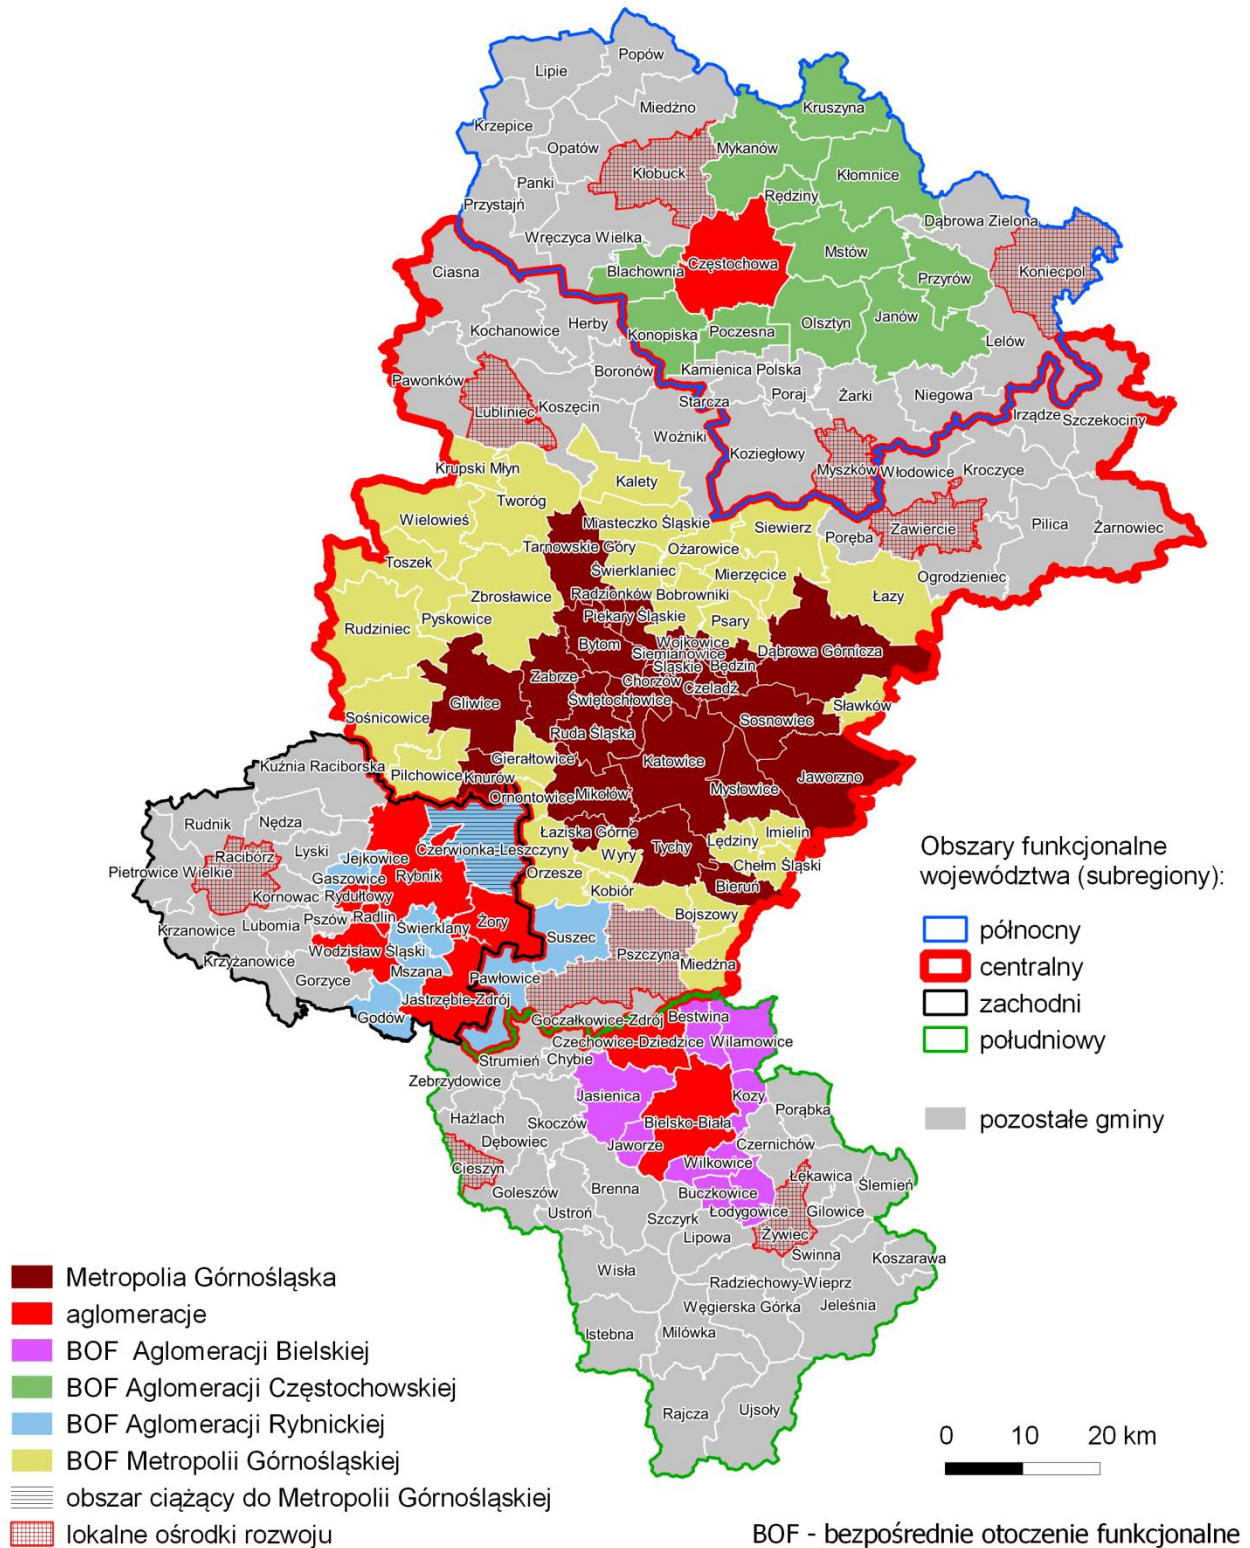 Popów
Lipie
Miedźno
Kruszyna
Krzepice
Opatów
Mykanów
Kłobuck
Kłomnice
Panki
Rędziny
Przystajń
Dąbrowa Zielona
Wręczyca Wielka
Mstów
Częstochowa
Ciasna
Blachownia
Przyrów
Koniecpol
Kochanowice
Herby
Konopiska
Poczesna
Olsztyn
Janów
Lelów
Boronów
Kamienica Polska
Pawonków
Poraj
Żarki
Niegowa
Starcza
Lubliniec
Koszęcin
Irządze
Szczekociny
Woźniki
Koziegłowy
Myszków
Włodowice
Kroczyce
Krupski Młyn
Kalety
Tworóg
Wielowieś
Miasteczko Śląskie
Siewierz
Zawiercie
Pilica
Żarnowiec
Poręba
Tarnowskie Góry
Ożarowice
Toszek
Świerklaniec
Mierzęcice
Ogrodzieniec
Zbrosławice
Radzionków
Bobrowniki
Łazy
Pyskowice
Piekary Śląskie
Psary
Rudziniec
Bytom
Wojkowice
Siemianowice
Śląskie
Będzin
Dąbrowa Górnicza
Zabrze
Chorzów
Czeladź
Gliwice
Świętochłowice
Sławków
Sośnicowice
Sosnowiec
Ruda Śląska
Gierałtowice
Katowice
Kuźnia Raciborska
Pilchowice
Knurów
Mysłowice
Jaworzno
Ornontowice
Mikołów
Rudnik
Nędza
Łaziska Górne
Imielin
Lędziny
Lyski
Czerwionka-Leszczyny
Tychy
Racibórz
Jejkowice
Wyry
Chełm Śląski
Pietrowice Wielkie
Gaszowice
Rybnik
Orzesze
Bieruń
Kornowac
Rydułtowy
Kobiór
Pszów
Radlin
Żory
Bojszowy
Lubomia
Krzanowice
Świerklany
Suszec
Wodzisław Śląski
Pszczyna
Krzyżanowice
Miedźna
Mszana
Pawłowice
Gorzyce
Jastrzębie-Zdrój
Godów
Goczałkowice-Zdrój
Bestwina
Czechowice-Dziedzice
Wilamowice
Strumień
Chybie
Zebrzydowice
Jasienica
Kozy
Porąbka
Hażlach
Skoczów
Bielsko-Biała
Dębowiec
Jaworze
Czernichów
Cieszyn
Wilkowice
Łękawica
Ślemień
Goleszów
Brenna
Buczkowice
Ustroń
Szczyrk
Łodygowice
Gilowice
Lipowa
Żywiec
Świnna
Koszarawa
Wisła
Radziechowy-Wieprz
Węgierska Górka
Jeleśnia
Istebna
Milówka
Rajcza
Ujsoły
Obszary funkcjonalne
województwa (subregiony):
północny
centralny
zachodni
południowy
pozostałe gminy
Metropolia Górnośląska
aglomeracje
BOF Aglomeracji Bielskiej
BOF Aglomeracji Częstochowskiej
BOF Aglomeracji Rybnickiej
BOF Metropolii Górnośląskiej
obszar ciążący do Metropolii Górnośląskiej
lokalne ośrodki rozwoju
0 10 20 km
BOF - bezpośrednie otoczenie funkcjonalne